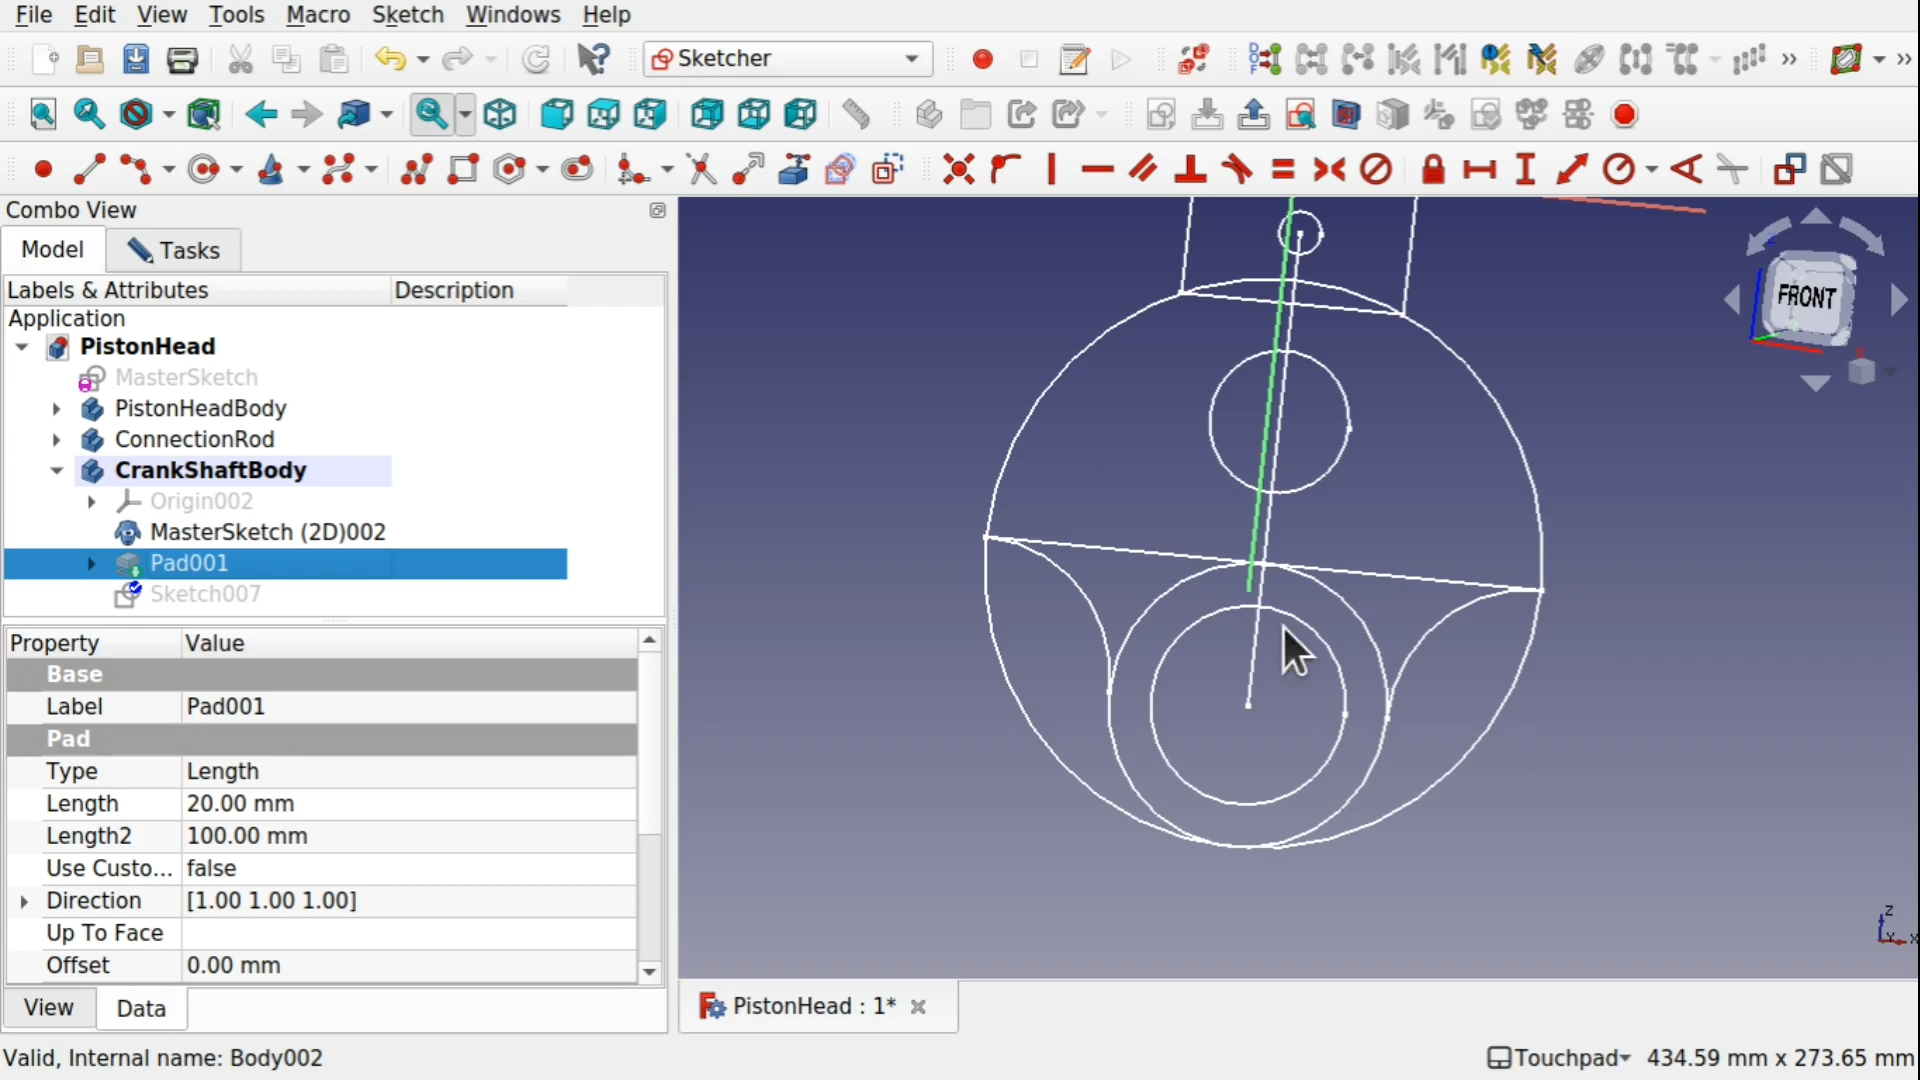 File Edit View Tools Macro Sketch Windows Help
Sketcher
Combo View
Model Tasks
Labels & Attributes Description
Application
PistonHead
MasterSketch
PistonHeadBody
ConnectionRod
CrankShaftBody
Origin002
MasterSketch (2D)002
Pad001
Sketch007
Property Value
Base
Label Pad001
Pad
Type Length
Length 20.00 mm
Length2 100.00 mm
Use Custo... false
Direction [1.00 1.00 1.00]
Up To Face
Offset 0.00 mm
View Data
FRONT
Z
Y X
PistonHead : 1*
Valid, Internal name: Body002
Touchpad 434.59 mm x 273.65 mm